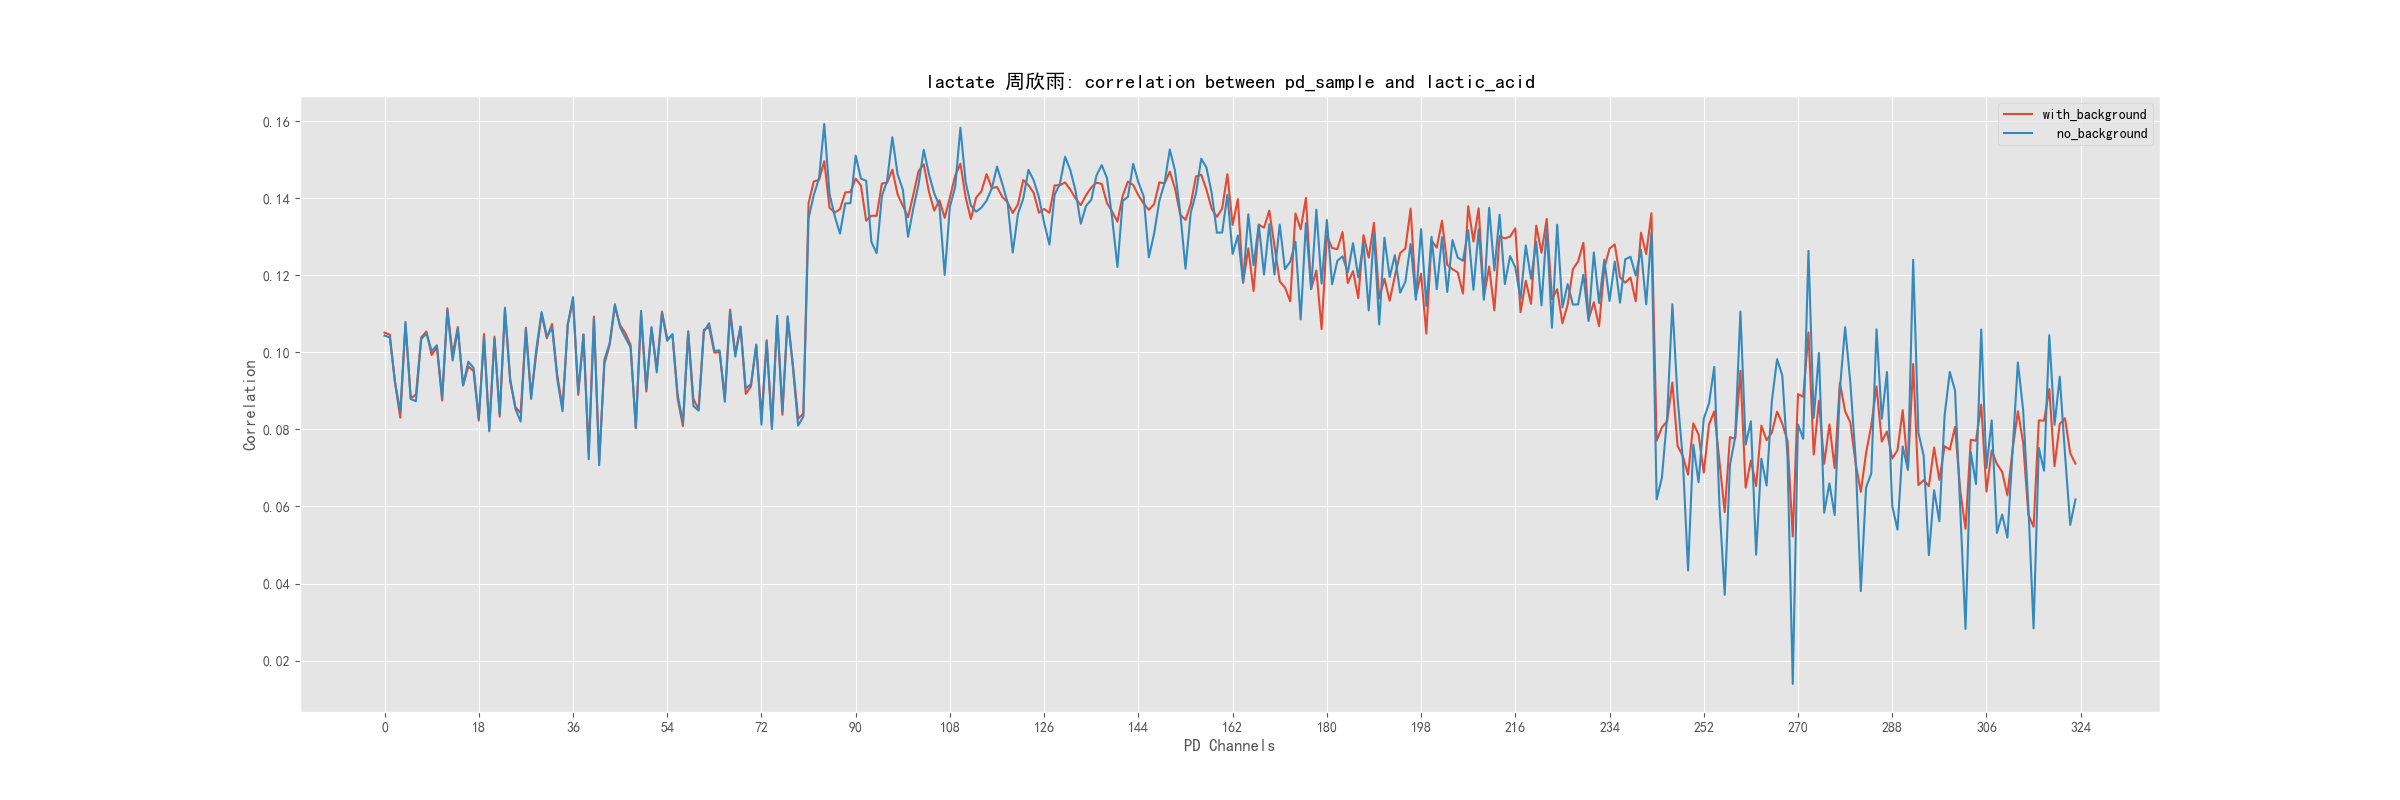 lactate 周欣雨: correlation between pd_sample and lactic_acid
with_background
no_background
Correlation
0.16
0.14
0.12
0.10
0.08
0.06
0.04
0.02
0 18 36 54 72 90 108 126 144 162 180 198 216 234 252 270 288 306 324
PD Channels